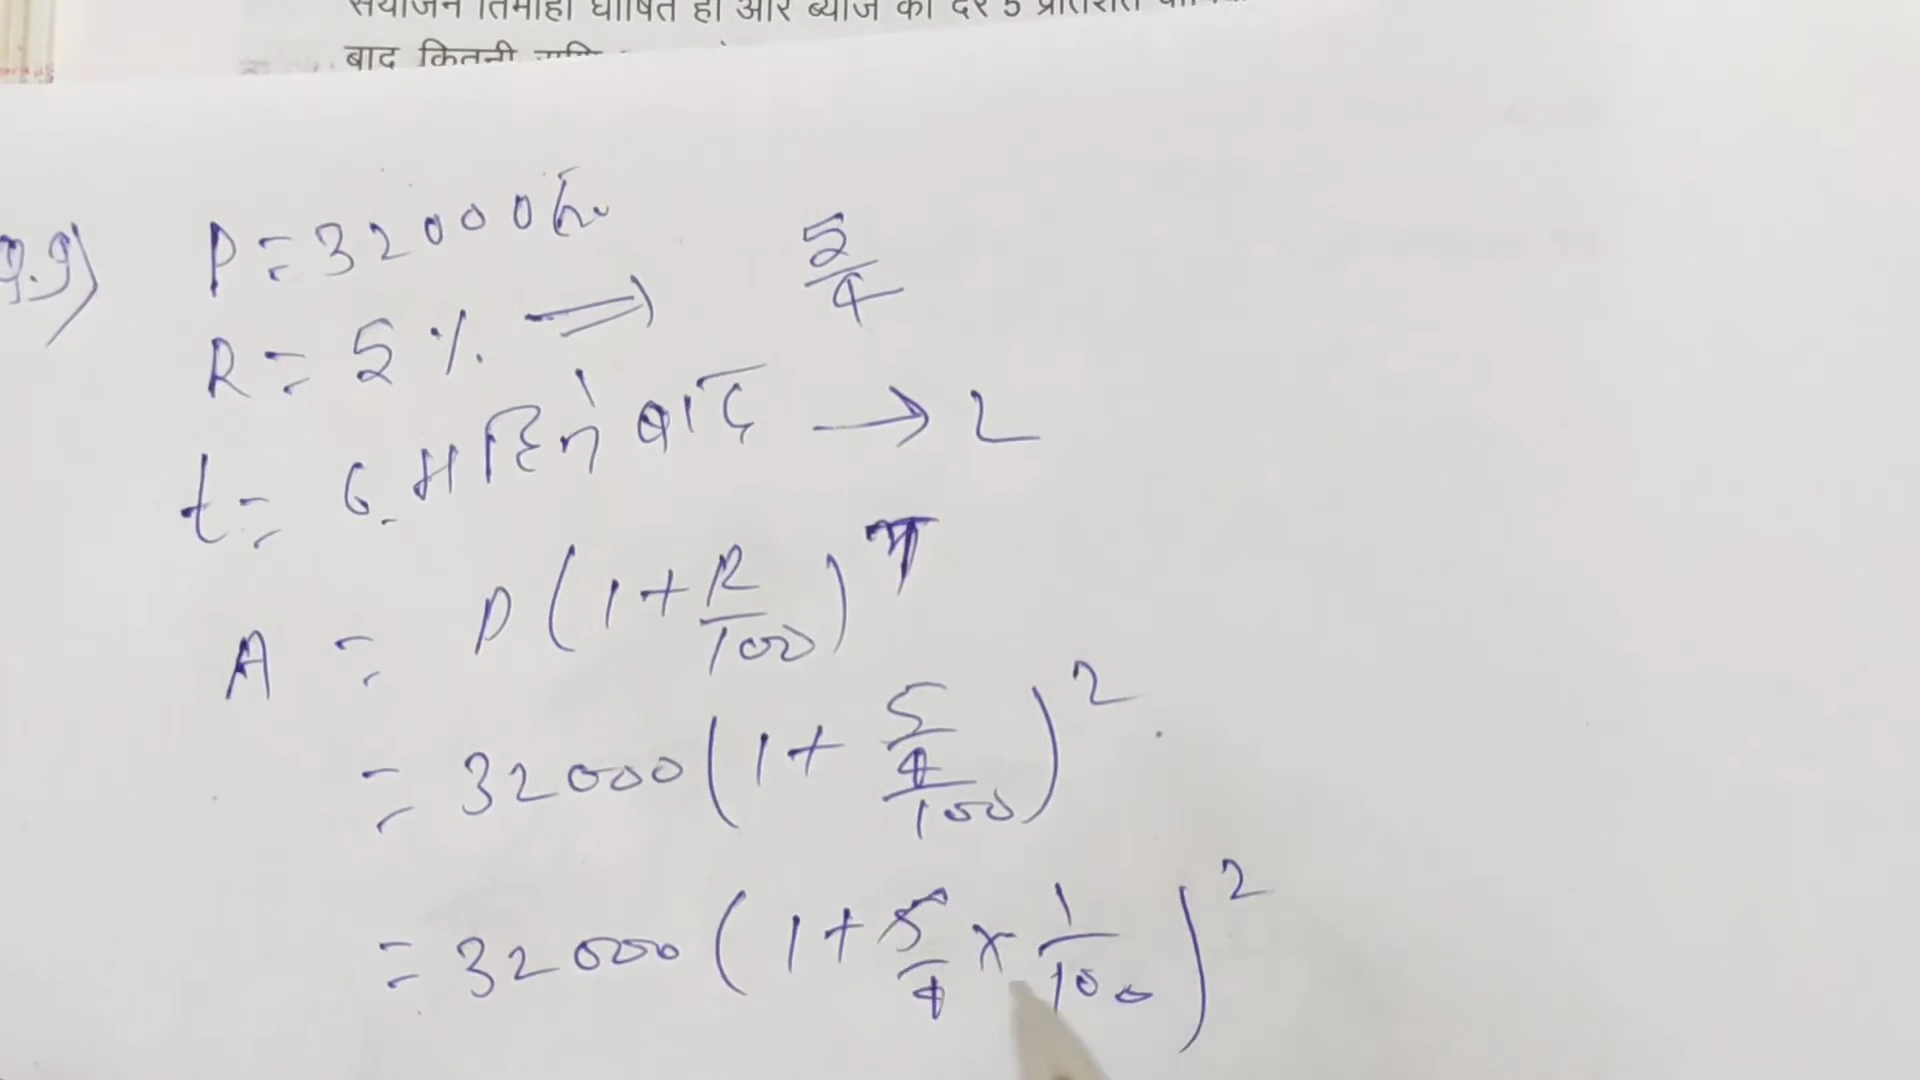 संयोजन तिमाही घोषित हो और ब्याज की दर 5 प्रतिशत
बाद कितनी
Q.9) P = 32000 रु.
R = 5 %. ⟹ 5/4
t = 6 महिने बाद → 2
A = P(1+R/100)^T
= 32000(1+5/4/100)^2
= 32000(1+5/4×1/100)^2